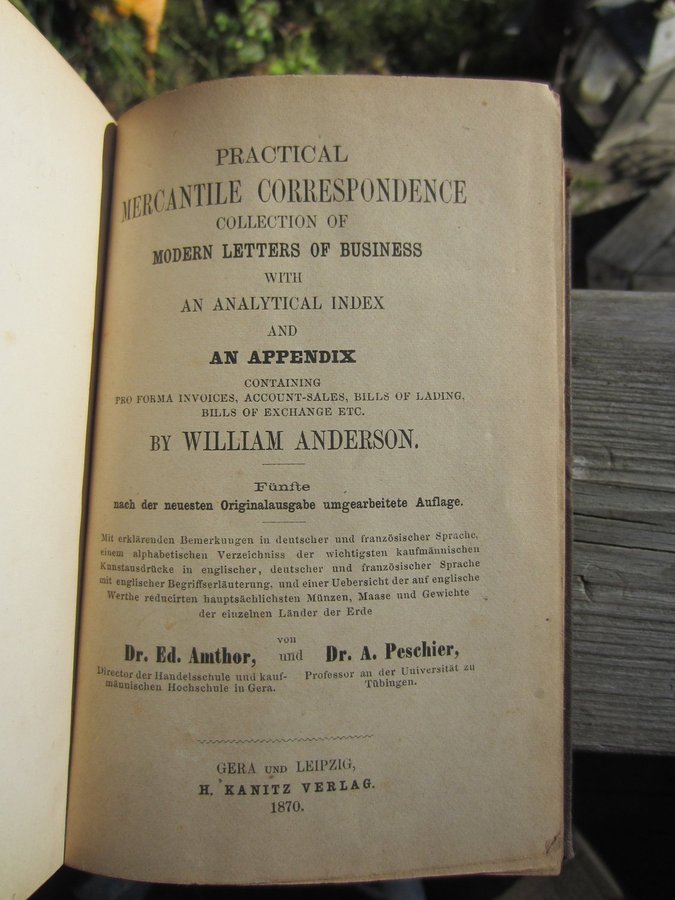 PRACTICAL
MERCANTILE CORRESPONDENCE
COLLECTION OF
MODERN LETTERS OF BUSINESS
WITH
AN ANALYTICAL INDEX
AND
AN APPENDIX
CONTAINING
PRO FORMA INVOICES, ACCOUNT-SALES, BILLS OF LADING,
BILLS OF EXCHANGE ETC.
BY WILLIAM ANDERSON.
Fünfte
nach der neuesten Originalausgabe umgearbeitete Auflage.
Mit erklärenden Bemerkungen in deutscher und französischer Sprache,
einem alphabetischen Verzeichniss der wichtigsten kaufmännischen
Kunstausdrücke in englischer, deutscher und französischer Sprache
mit englischer Begriffserläuterung, und einer Uebersicht der auf englische
Werthe reducirten hauptsächlichsten Münzen, Maase und Gewichte
der einzelnen Länder der Erde
von
Dr. Ed. Amthor, und Dr. A. Peschier,
Director der Handelsschule und kauf-
männischen Hochschule in Gera.
Professor an der Universität zu
Tübingen.
GERA UND LEIPZIG,
H. KANITZ VERLAG.
1870.